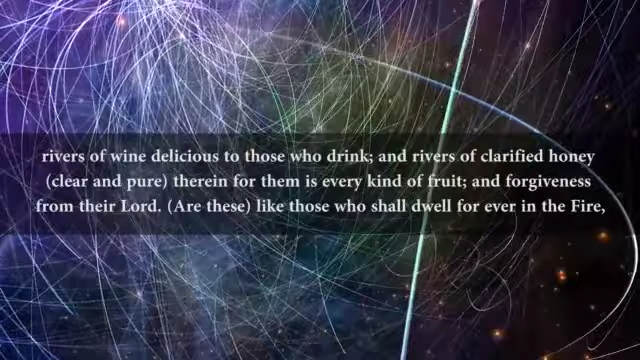 rivers of wine delicious to those who drink; and rivers of clarified honey
(clear and pure) therein for them is every kind of fruit; and forgiveness
from their Lord. (Are these) like those who shall dwell for ever in the Fire,